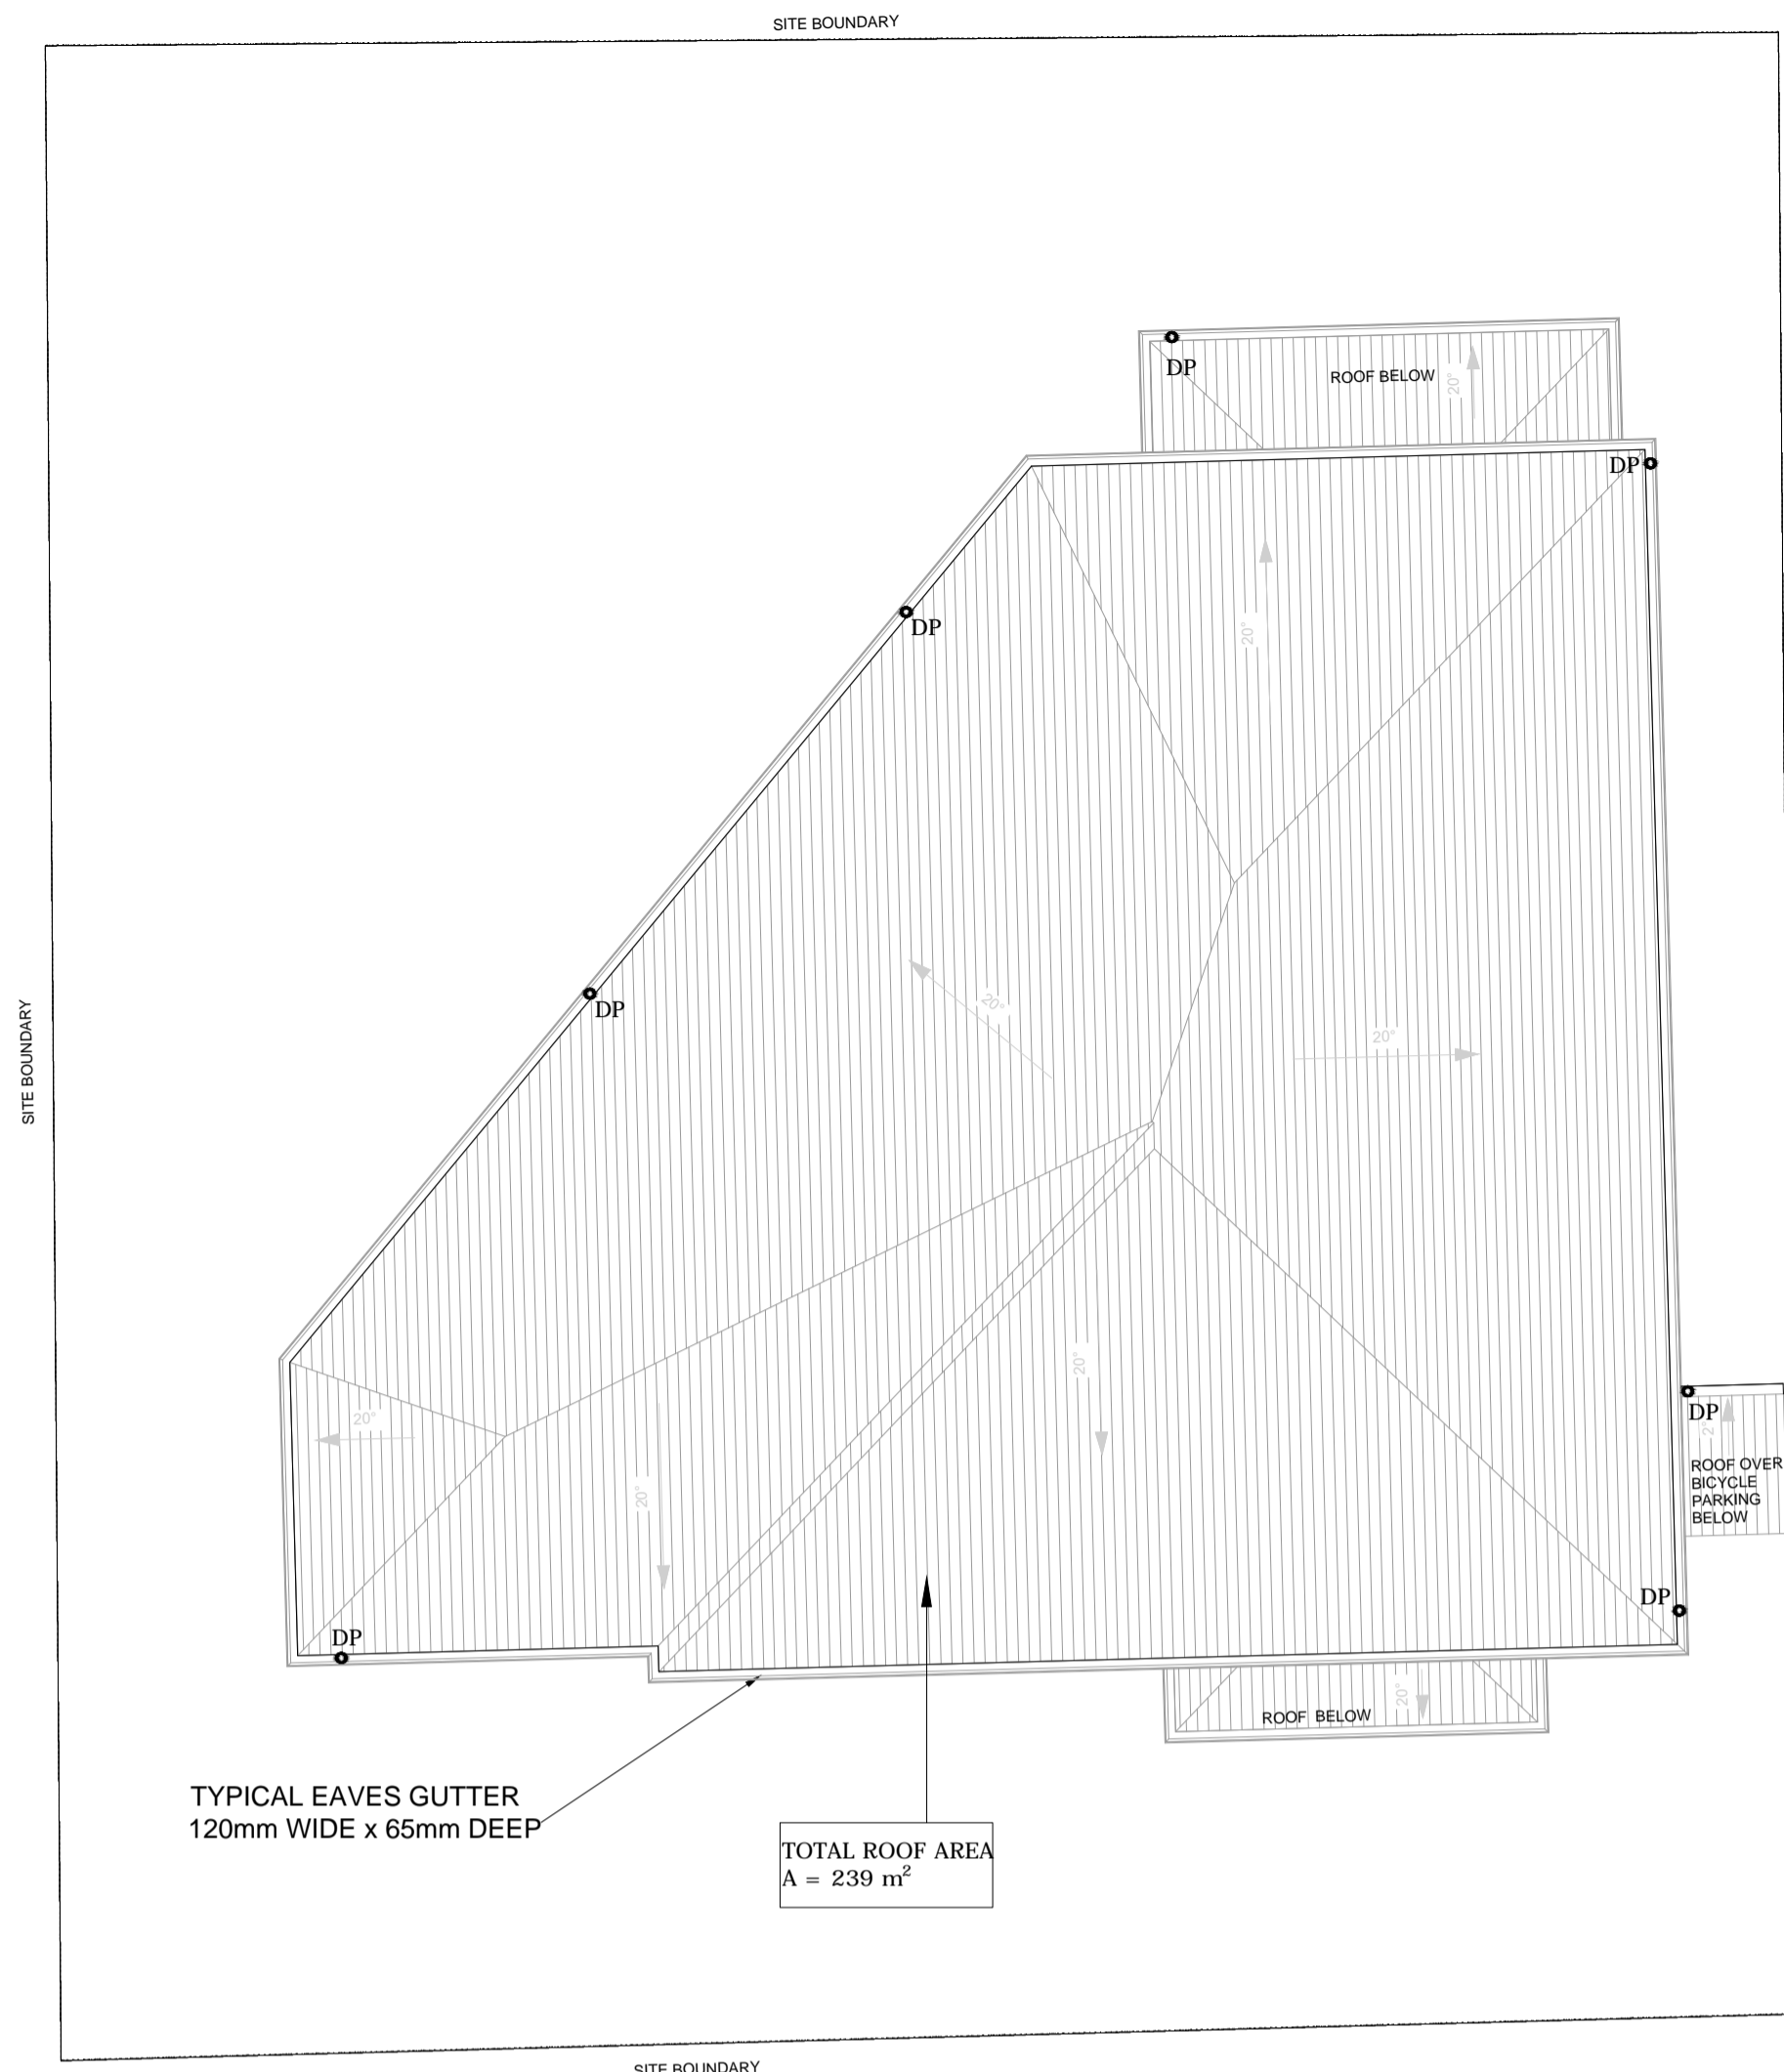 SITE BOUNDARY
DP
ROOF BELOW
20°
DP
DP
20°
SITE BOUNDARY
DP
20°
20°
20°
20°
20°
DP
2°
ROOF OVER
BICYCLE
PARKING
BELOW
DP
DP
20°
ROOF BELOW
TYPICAL EAVES GUTTER
120mm WIDE x 65mm DEEP
TOTAL ROOF AREA
A = 239 m²
SITE BOUNDARY